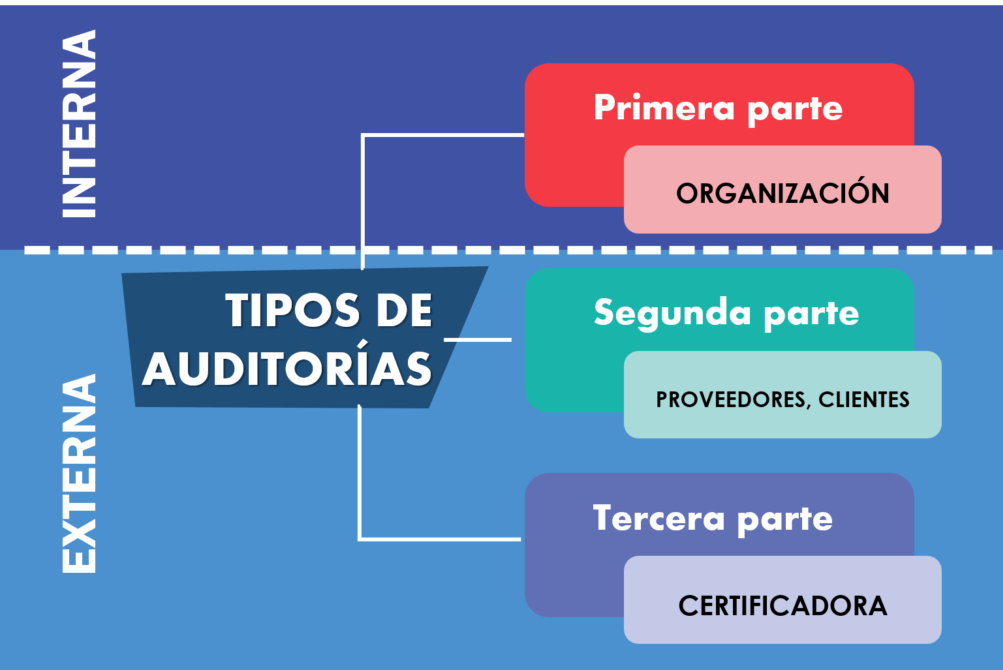 INTERNA
Primera parte
ORGANIZACIÓN
TIPOS DE
AUDITORÍAS
Segunda parte
PROVEEDORES, CLIENTES
EXTERNA
Tercera parte
CERTIFICADORA